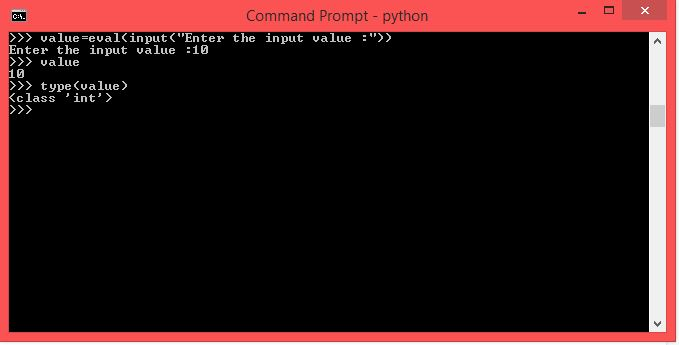 Command Prompt - python
>>> value=eval(input("Enter the input value :"))
Enter the input value :10
>>> value
10
>>> type(value)
<class 'int'>
>>>